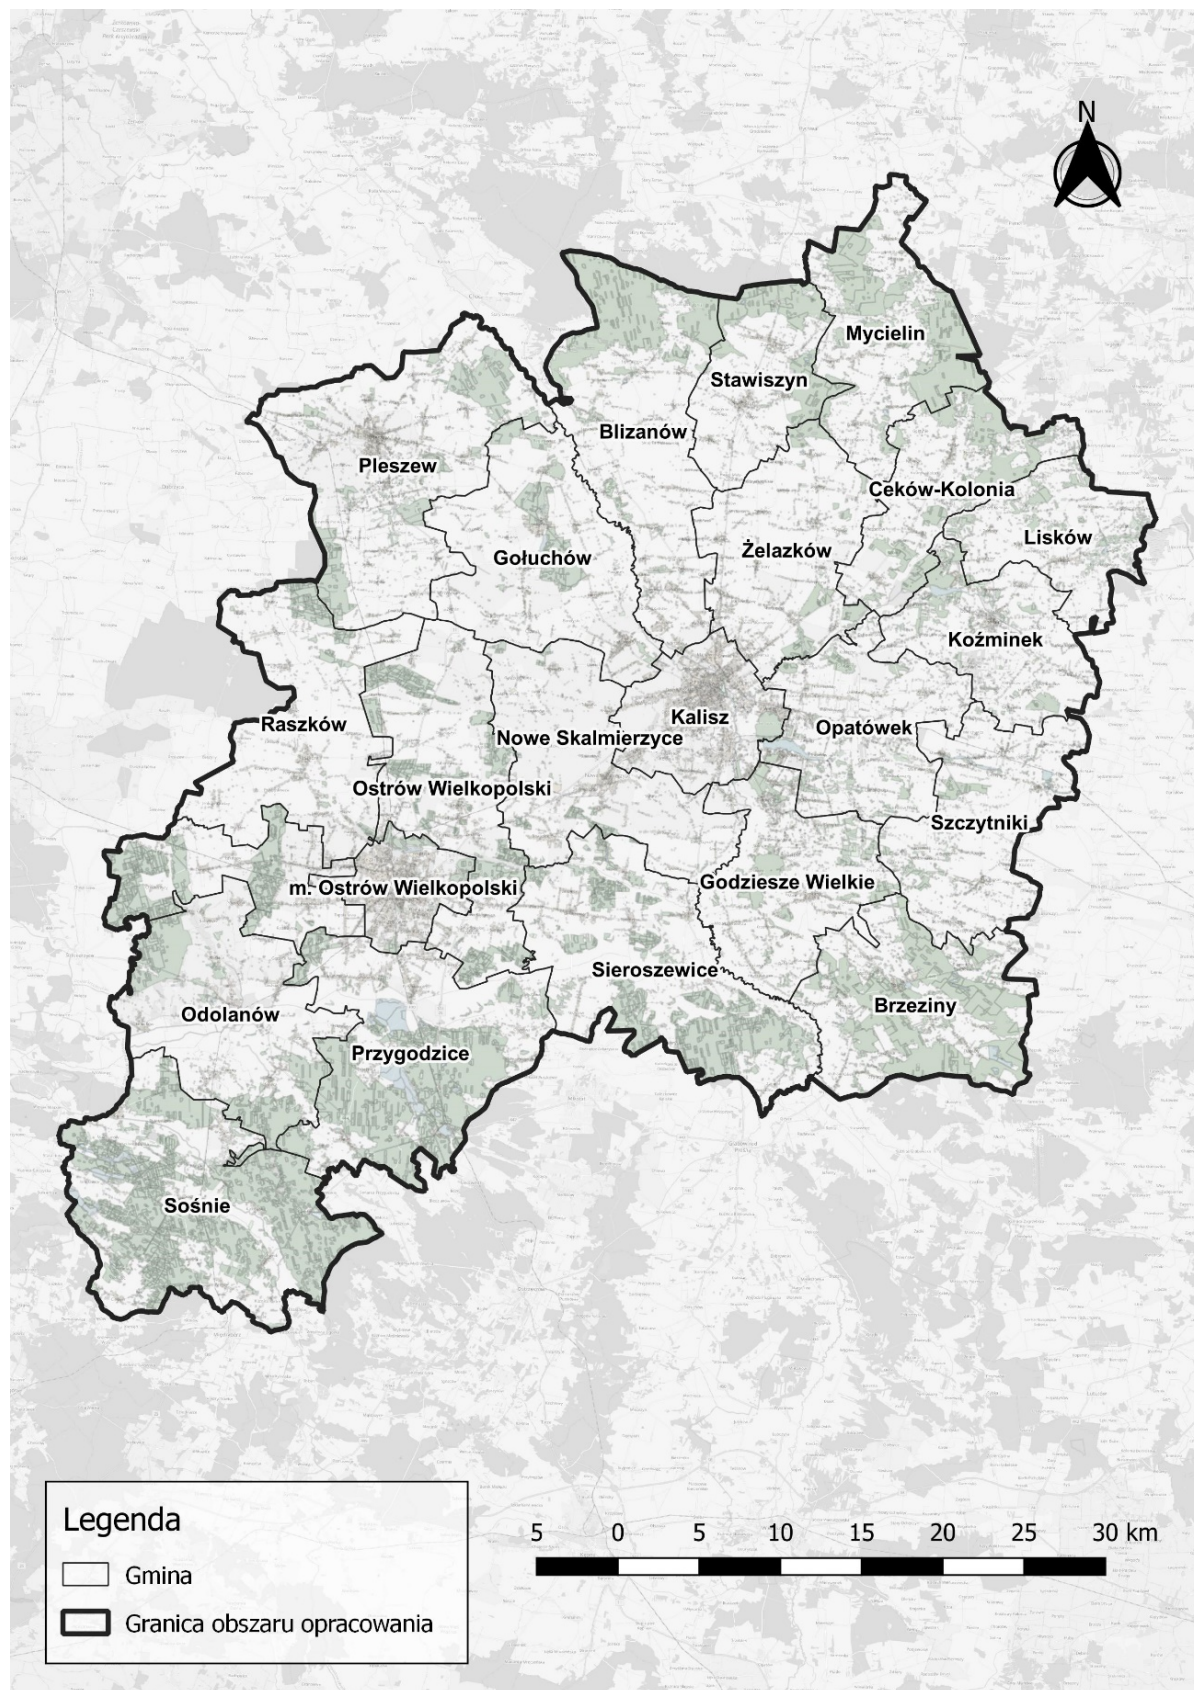 N
Mycielin
Stawiszyn
Blizanów
Pleszew
Ceków-Kolonia
Lisków
Żelazków
Gołuchów
Koźminek
Kalisz
Raszków
Opatówek
Nowe Skalmierzyce
Ostrów Wielkopolski
Szczytniki
m. Ostrów Wielkopolski
Godziesze Wielkie
Sieroszewice
Brzeziny
Odolanów
Przygodzice
Sośnie
Legenda
Gmina
Granica obszaru opracowania
5 0 5 10 15 20 25 30 km